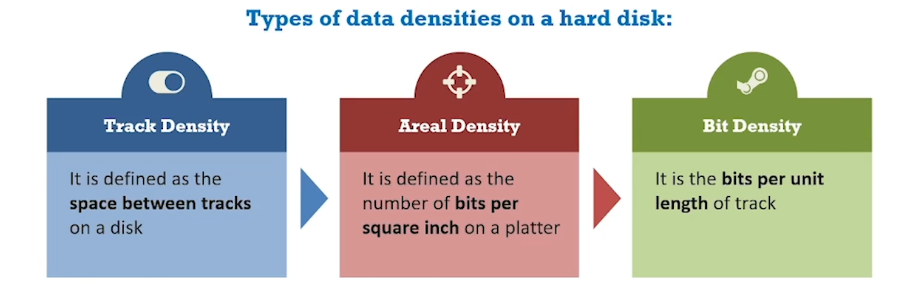 Types of data densities on a hard disk:
Track Density
It is defined as the
space between tracks
on a disk
Areal Density
It is defined as the
number of bits per
square inch on a platter
Bit Density
It is the bits per unit
length of track